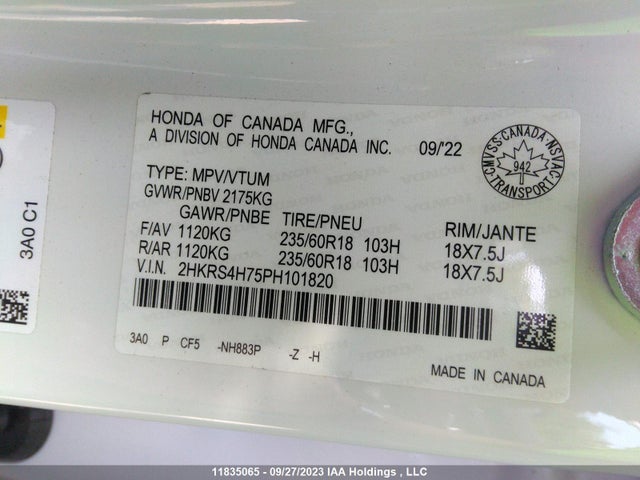 HONDA OF CANADA MFG.,
A DIVISION OF HONDA CANADA INC. 09/'22
CMVSS·CANADA·NSVAC
942
TRANSPORT
TYPE: MPV/VTUM
GVWR/PNBV 2175KG
GAWR/PNBE TIRE/PNEU RIM/JANTE
F/AV 1120KG 235/60R18 103H 18X7.5J
R/AR 1120KG 235/60R18 103H 18X7.5J
V.I.N. 2HKRS4H75PH101820
3A0 P CF5 -NH883P -Z -H
MADE IN CANADA
3A0 C1
11835065 - 09/27/2023 IAA Holdings , LLC